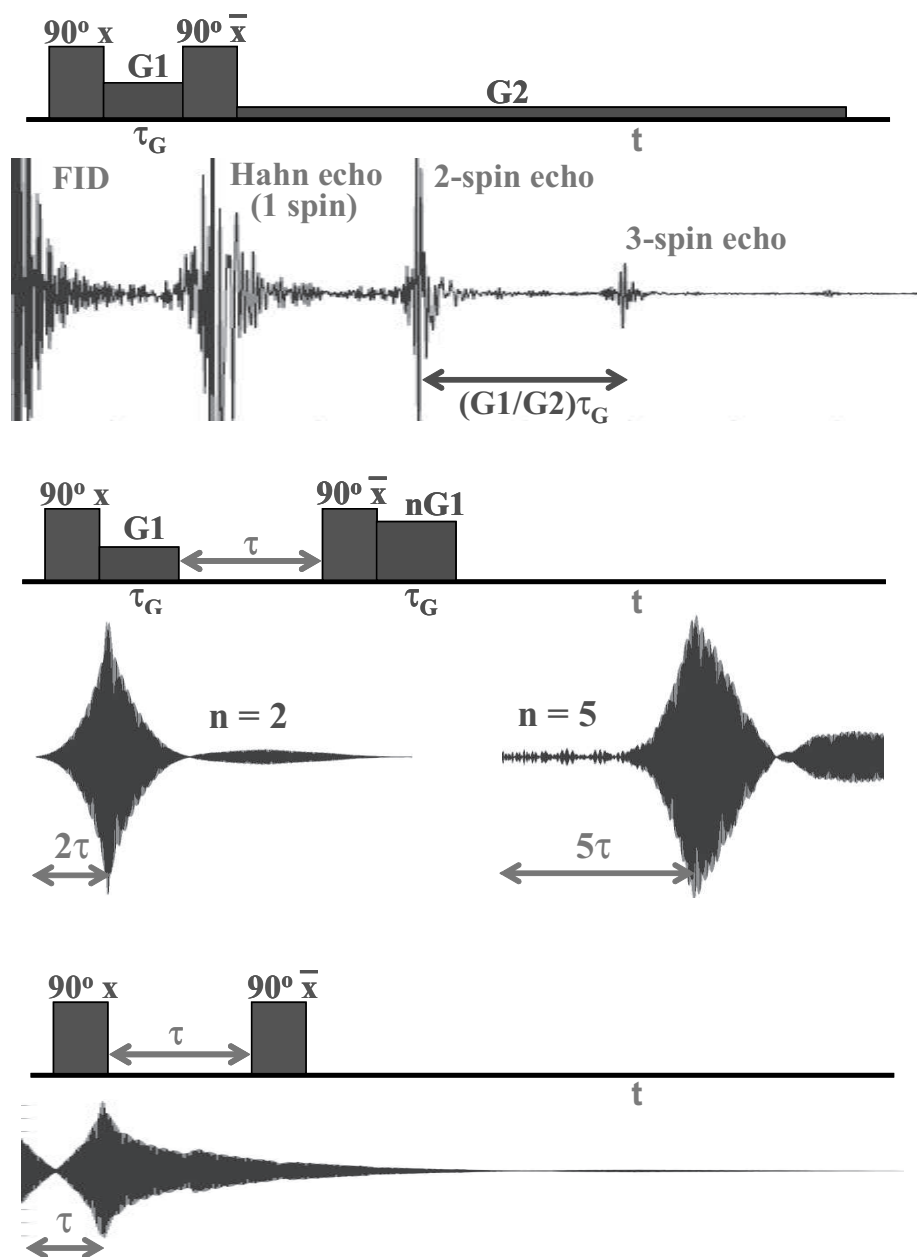 90º x 90º x̅
G1
G2
τG
t
FID
Hahn echo
(1 spin)
2-spin echo
3-spin echo
(G1/G2)τG
90º x
90º x̅
G1
nG1
τ
τG
τG
t
n = 2
n = 5
2τ
5τ
90º x
90º x̅
τ
t
τ